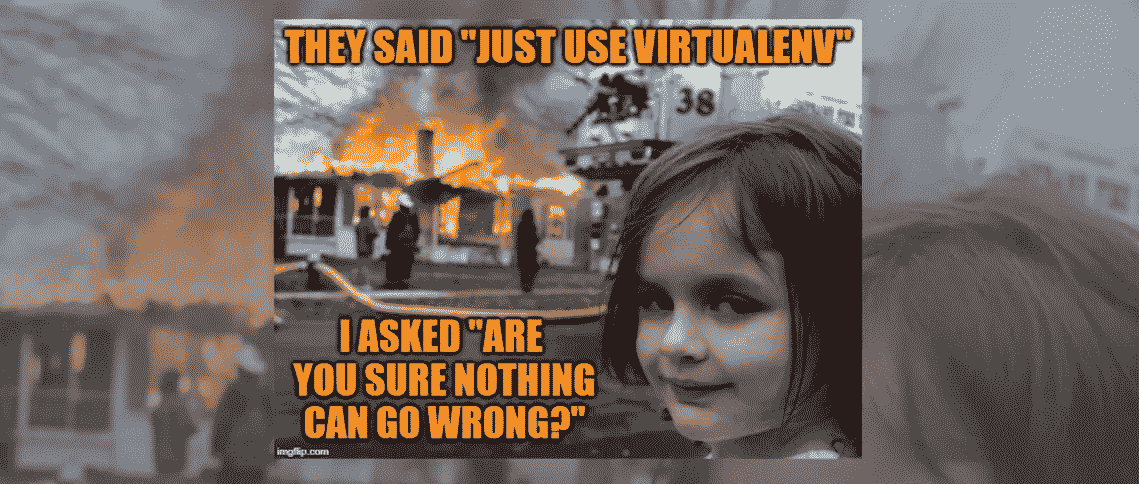 THEY SAID "JUST USE VIRTUALENV"
38
I ASKED "ARE
YOU SURE NOTHING
CAN GO WRONG?"
imgflip.com